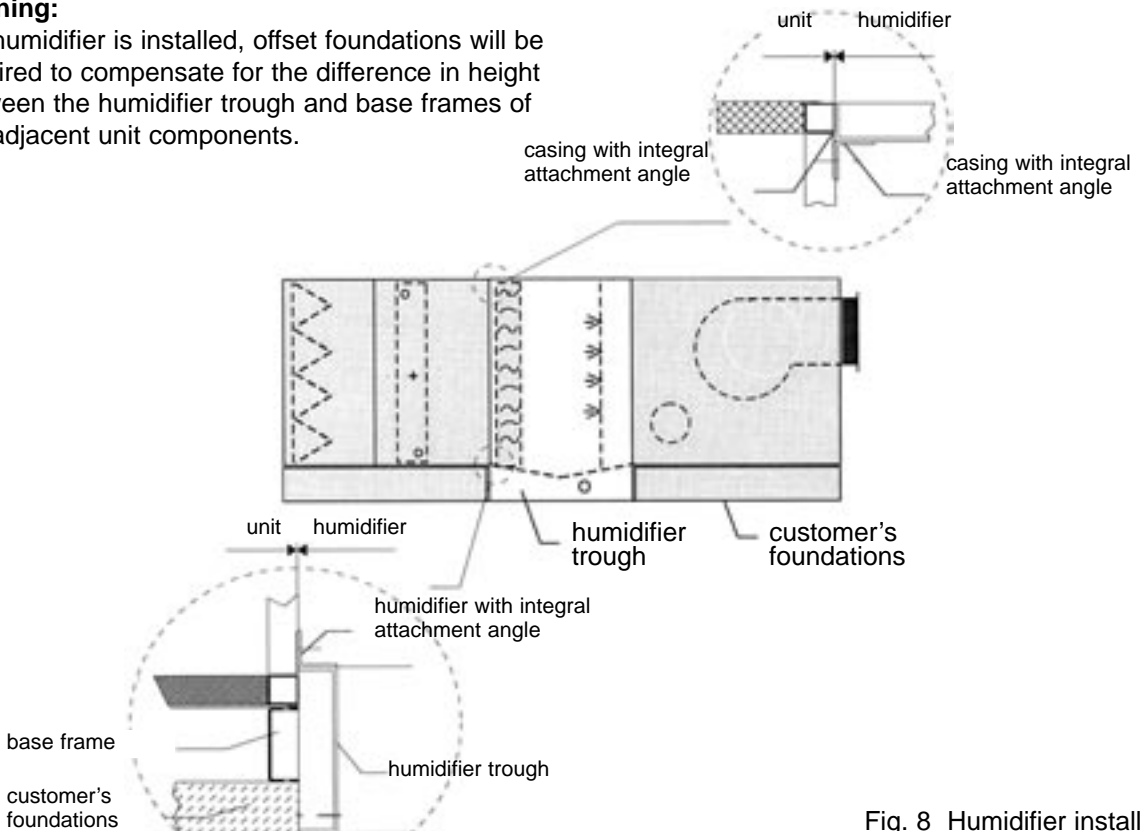 ning:
humidifier is installed, offset foundations will be
ired to compensate for the difference in height
ween the humidifier trough and base frames of
adjacent unit components.
unit humidifier
casing with integral
attachment angle
casing with integral
attachment angle
humidifier
trough
customer's
foundations
unit humidifier
humidifier with integral
attachment angle
base frame
humidifier trough
customer's
foundations
Fig. 8 Humidifier install